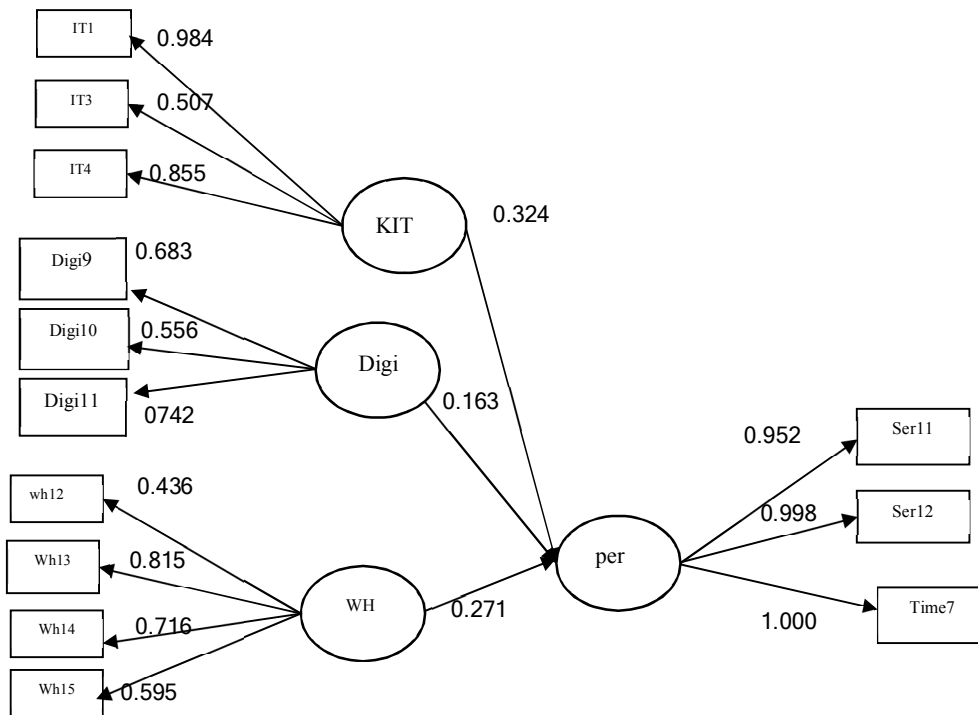 IT1
0.984
IT3
0.507
IT4
0.855
KIT
0.324
Digi9
0.683
Digi10
0.556
Digi11
0742
Digi
0.163
wh12
0.436
Wh13
0.815
Wh14
0.716
Wh15
0.595
WH
0.271
per
0.952
Ser11
0.998
Ser12
1.000
Time7